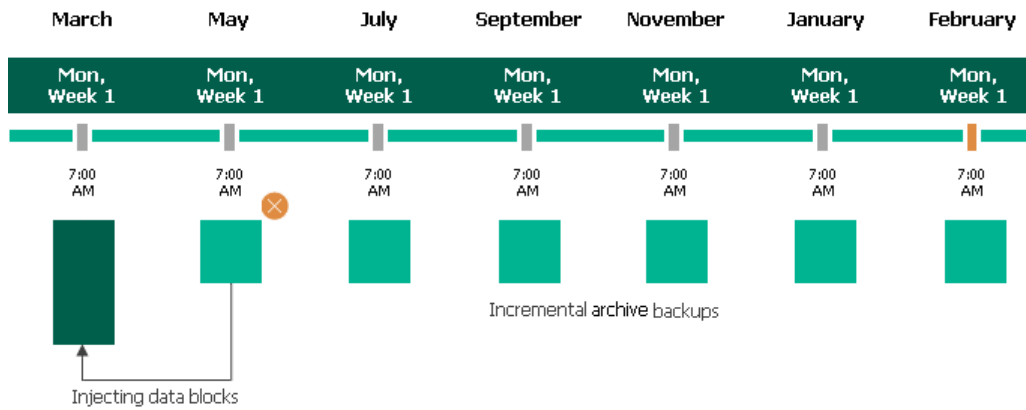 March May July September November January February
Mon, Mon, Mon, Mon, Mon, Mon, Mon,
Week 1 Week 1 Week 1 Week 1 Week 1 Week 1 Week 1
7:00 7:00 7:00 7:00 7:00 7:00 7:00
AM AM AM AM AM AM AM
Incremental archive backups
Injecting data blocks